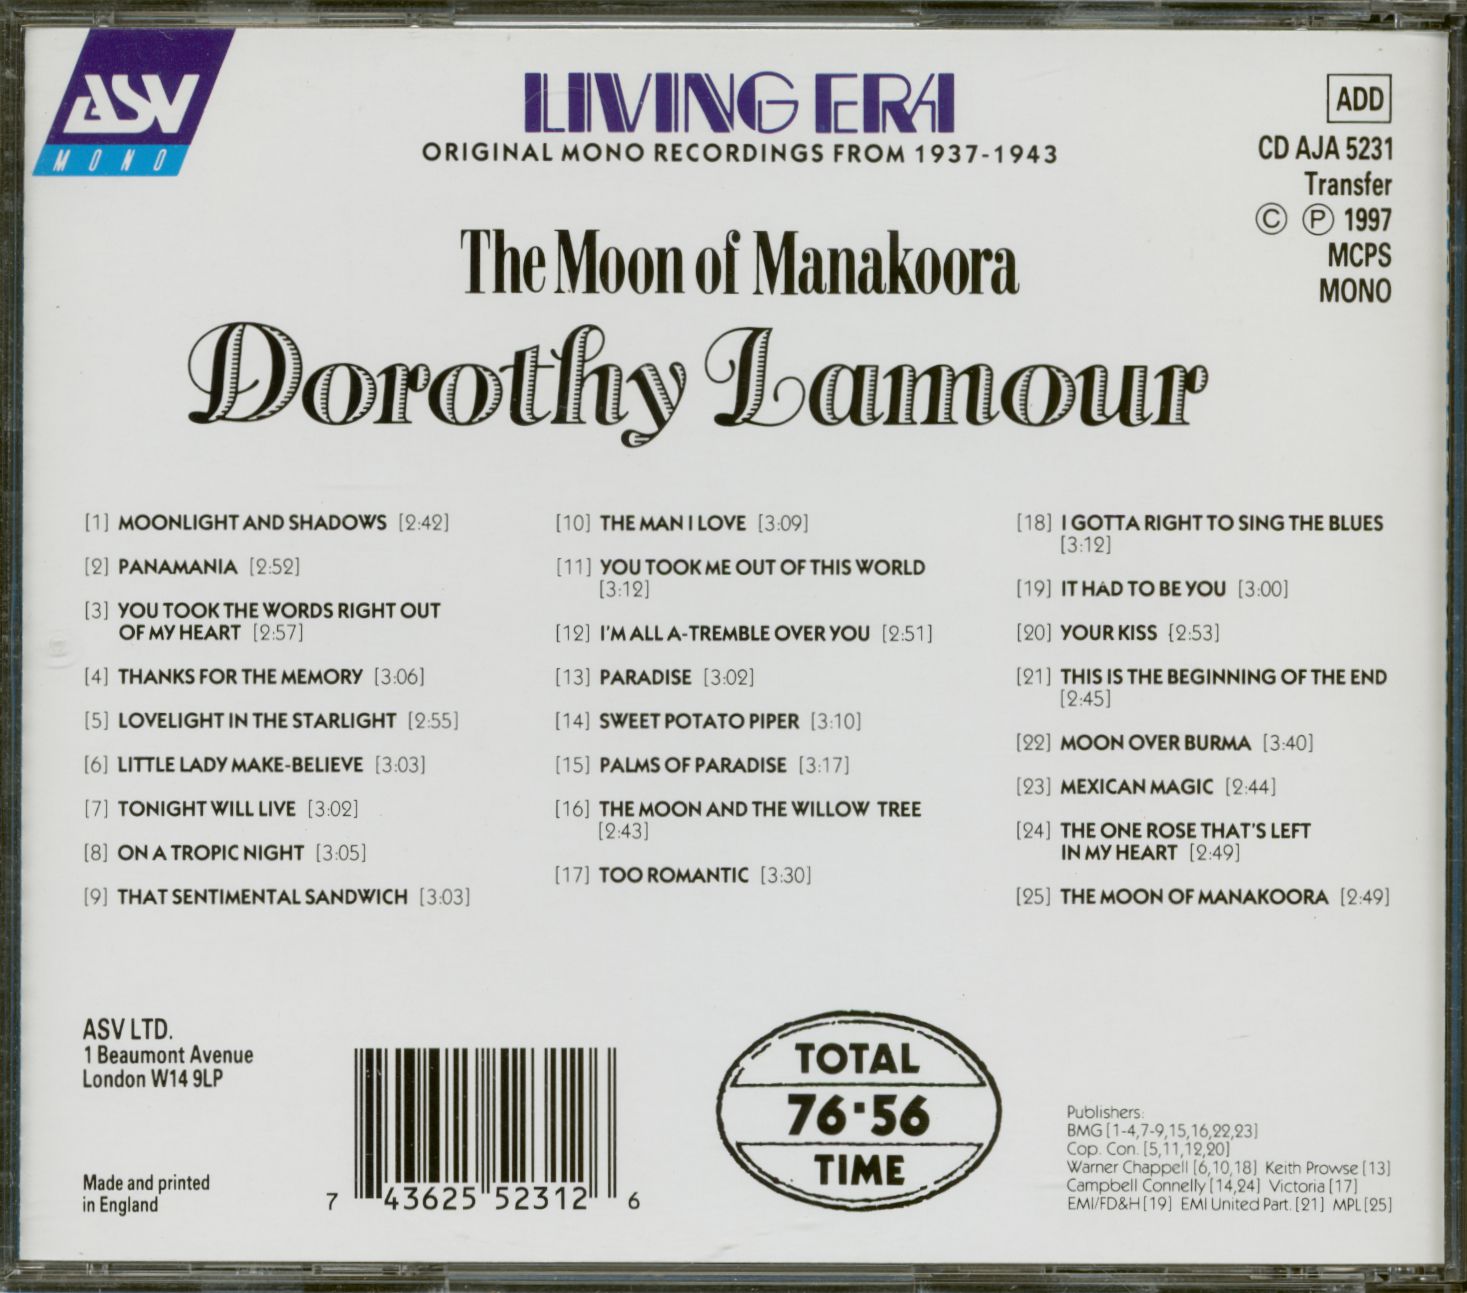 ASV
MONO
LIVING ERA
ORIGINAL MONO RECORDINGS FROM 1937-1943
ADD
CD AJA 5231
Transfer
© ℗ 1997
MCPS
MONO
The Moon of Manakoora
Dorothy Lamour
[1] MOONLIGHT AND SHADOWS [2:42]
[2] PANAMANIA [2:52]
[3] YOU TOOK THE WORDS RIGHT OUT
OF MY HEART [2:57]
[4] THANKS FOR THE MEMORY [3:06]
[5] LOVELIGHT IN THE STARLIGHT [2:55]
[6] LITTLE LADY MAKE-BELIEVE [3:03]
[7] TONIGHT WILL LIVE [3:02]
[8] ON A TROPIC NIGHT [3:05]
[9] THAT SENTIMENTAL SANDWICH [3:03]
[10] THE MAN I LOVE [3:09]
[11] YOU TOOK ME OUT OF THIS WORLD
[3:12]
[12] I'M ALL A-TREMBLE OVER YOU [2:51]
[13] PARADISE [3:02]
[14] SWEET POTATO PIPER [3:10]
[15] PALMS OF PARADISE [3:17]
[16] THE MOON AND THE WILLOW TREE
[2:43]
[17] TOO ROMANTIC [3:30]
[18] I GOTTA RIGHT TO SING THE BLUES
[3:12]
[19] IT HAD TO BE YOU [3:00]
[20] YOUR KISS {2:53]
[21] THIS IS THE BEGINNING OF THE END
[2:45]
[22] MOON OVER BURMA [3:40]
[23] MEXICAN MAGIC [2:44]
[24] THE ONE ROSE THAT'S LEFT
IN MY HEART [2:49]
[25] THE MOON OF MANAKOORA [2:49]
ASV LTD.
1 Beaumont Avenue
London W14 9LP
Made and printed
in England
7 43625 52312 6
TOTAL
76·56
TIME
Publishers:
BMG [1-4,7-9,15,16,22,23]
Cop. Con. [5,11,12,20]
Warner Chappell [6,10,18] Keith Prowse [13]
Campbell Connelly [14,24] Victoria [17]
EMI/FD&H [19] EMI United Part. [21] MPL [25]